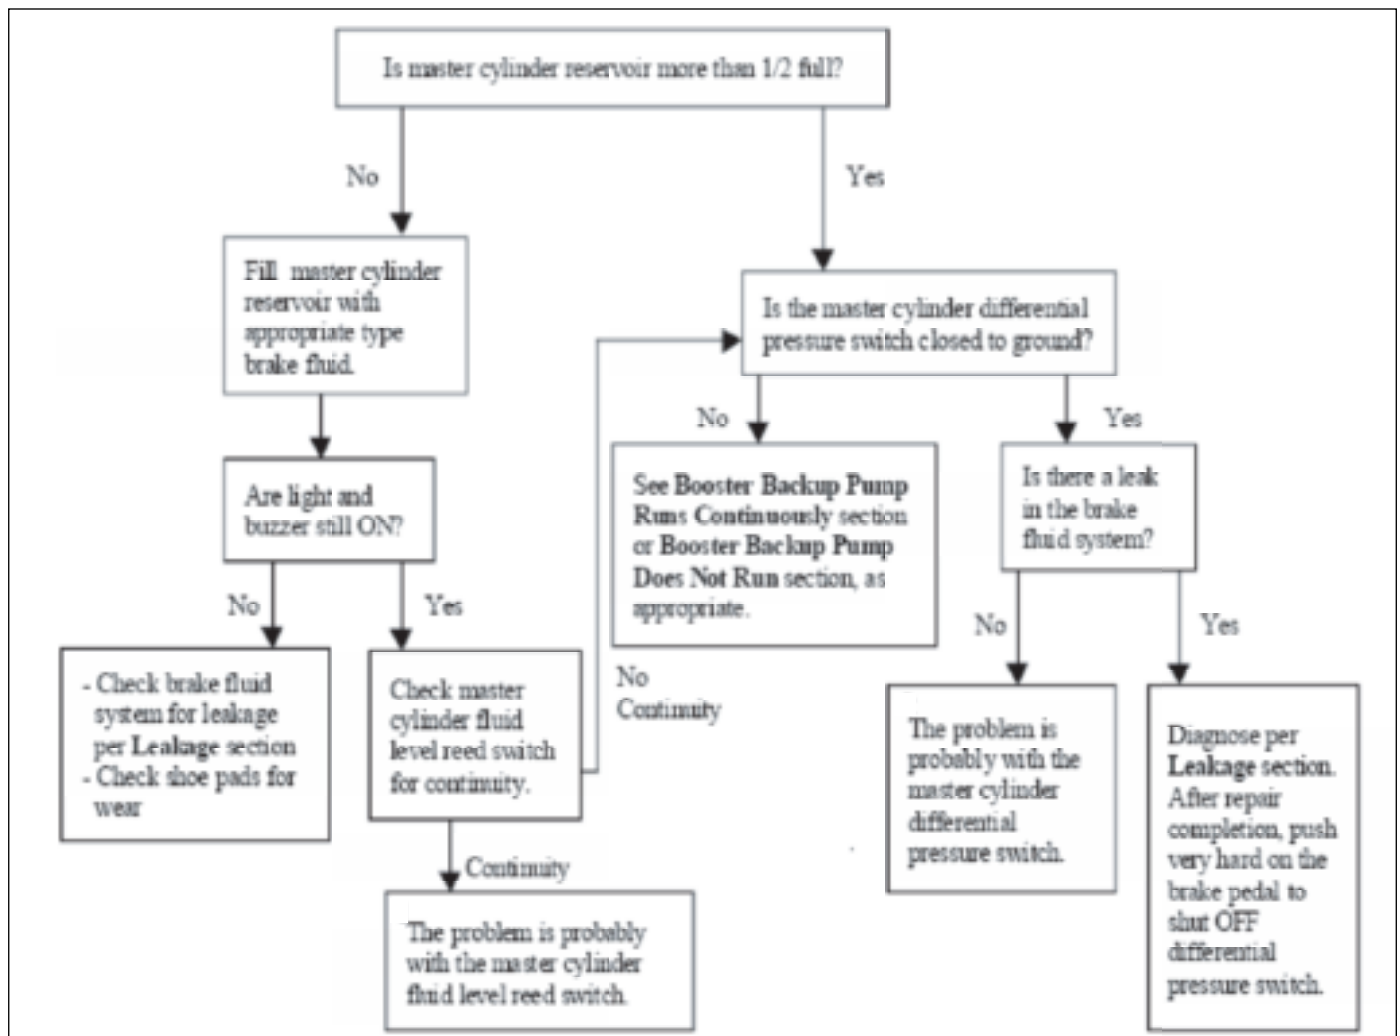 Is master cylinder reservoir more than 1/2 full?
No
Yes
Fill master cylinder
reservoir with
appropriate type
brake fluid.
Is the master cylinder differential
pressure switch closed to ground?
No
Yes
Are light and
buzzer still ON?
See Booster Backup Pump
Runs Continuously section
or Booster Backup Pump
Does Not Run section, as
appropriate.
Is there a leak
in the brake
fluid system?
No
Yes
No
Yes
- Check brake fluid
system for leakage
per Leakage section
- Check shoe pads for
wear
Check master
cylinder fluid
level reed switch
for continuity.
No
Continuity
The problem is
probably with the
master cylinder
differential
pressure switch.
Diagnose per
Leakage section.
After repair
completion, push
very hard on the
brake pedal to
shut OFF
differential
pressure switch.
Continuity
The problem is probably
with the master cylinder
fluid level reed switch.